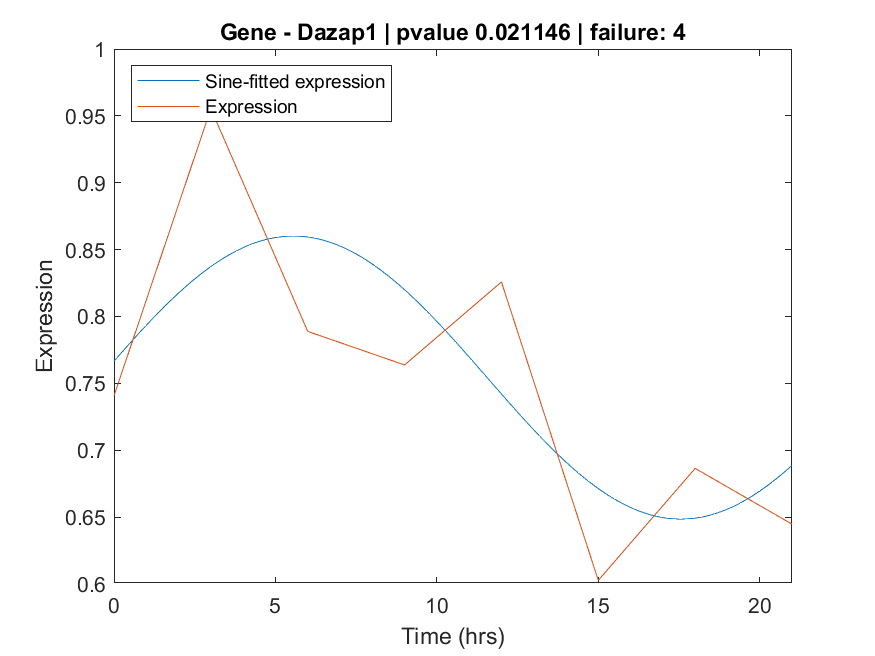 Gene - Dazap1 | pvalue 0.021146 | failure: 4
Sine-fitted expression
Expression
1
0.95
0.9
0.85
0.8
0.75
0.7
0.65
0.6
Expression
0
5
10
15
20
Time (hrs)